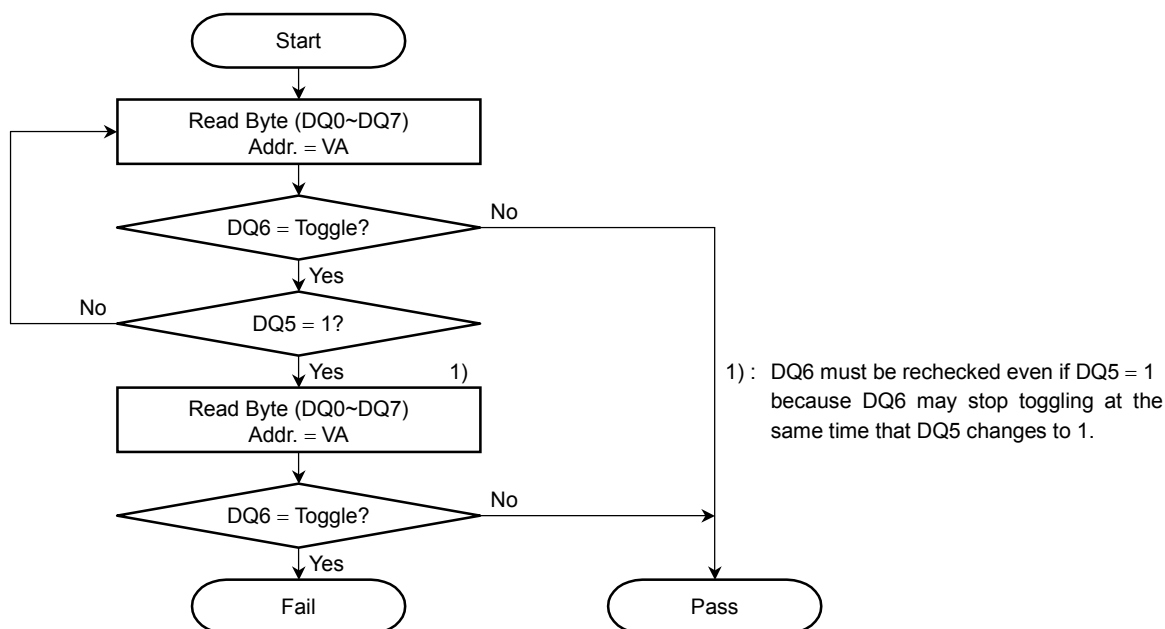 Start
Read Byte (DQ0~DQ7)
Addr. = VA
DQ6 = Toggle?
No
Yes
No
DQ5 = 1?
Yes
1)
Read Byte (DQ0~DQ7)
Addr. = VA
1) : DQ6 must be rechecked even if DQ5 = 1
because DQ6 may stop toggling at the
same time that DQ5 changes to 1.
DQ6 = Toggle?
No
Yes
Fail
Pass